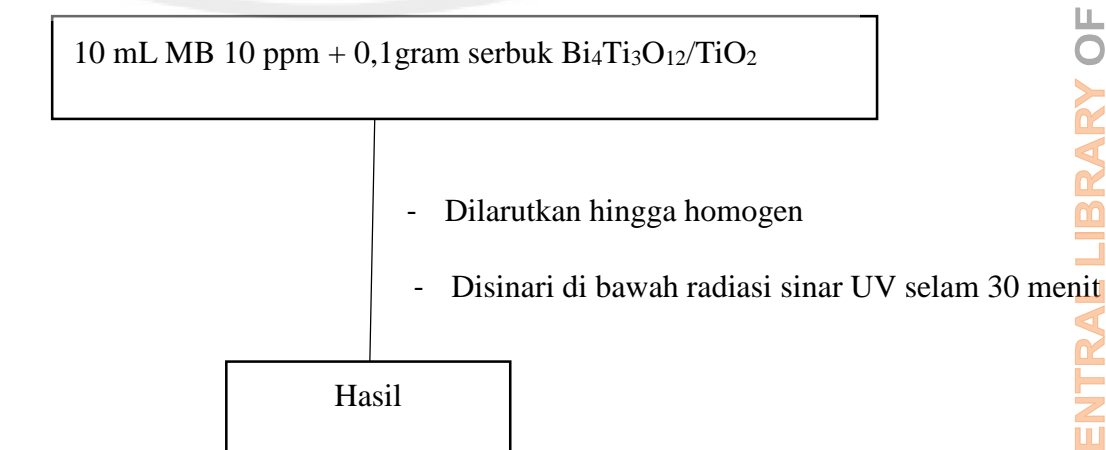 10 mL MB 10 ppm + 0,1gram serbuk Bi₄Ti₃O₁₂/TiO₂
- Dilarutkan hingga homogen
- Disinari di bawah radiasi sinar UV selam 30 menit
Hasil
ENTRAL LIBRARY OF